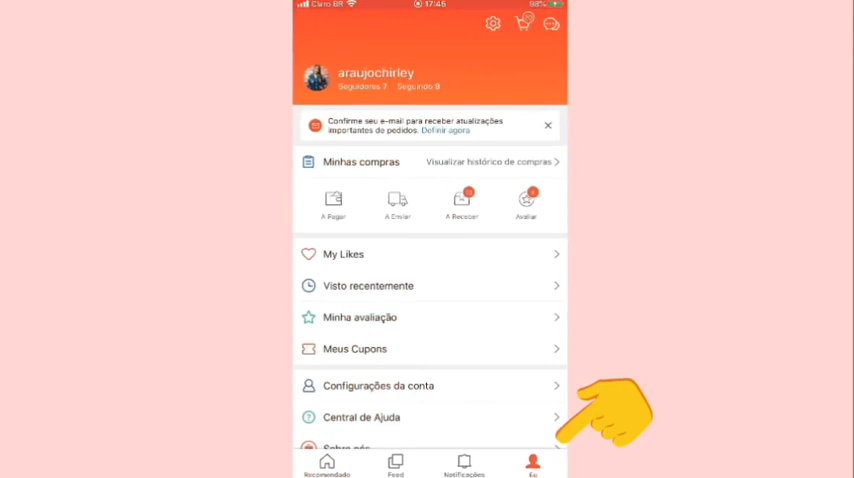 Claro BR
17:45
98%
araujochirley
Seguidores 7 Seguindo 9
Confirme seu e-mail para receber atualizações
importantes de pedidos. Definir agora
Minhas compras
Visualizar histórico de compras
A Pagar
A Enviar
A Receber
Avaliar
My Likes
Visto recentemente
Minha avaliação
Meus Cupons
Configurações da conta
Central de Ajuda
Sobre nós
Recomendado
Feed
Notificações
Eu